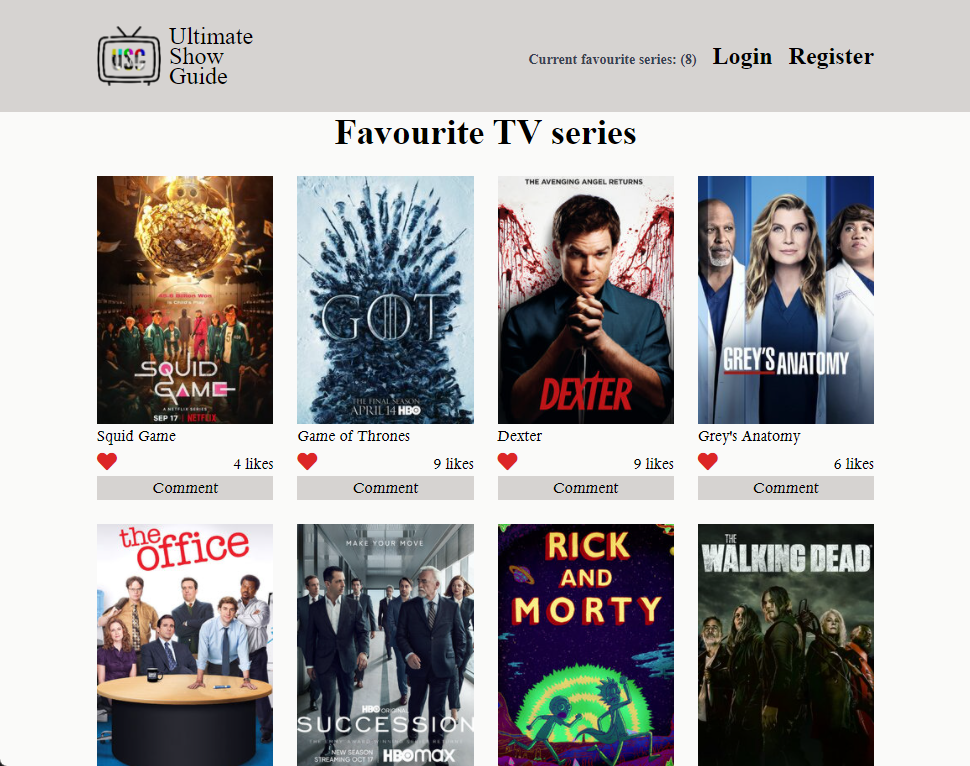 USG
Ultimate
Show
Guide
Current favourite series: (8) Login Register
Favourite TV series
SQUID
GAME
A NETFLIX SERIES
SEP 17 | NETFLIX
GOT
THE FINAL SEASON
APRIL 14 HBO
THE AVENGING ANGEL RETURNS
DEXTER
GREY'S ANATOMY
Squid Game
Game of Thrones
Dexter
Grey's Anatomy
4 likes
9 likes
9 likes
6 likes
Comment
Comment
Comment
Comment
the
office
MAKE YOUR MOVE
HBO ORIGINAL
SUCCESSION
NEW SEASON
STREAMING OCT 17
HBOmax
RICK
AND
MORTY
THE
WALKING DEAD